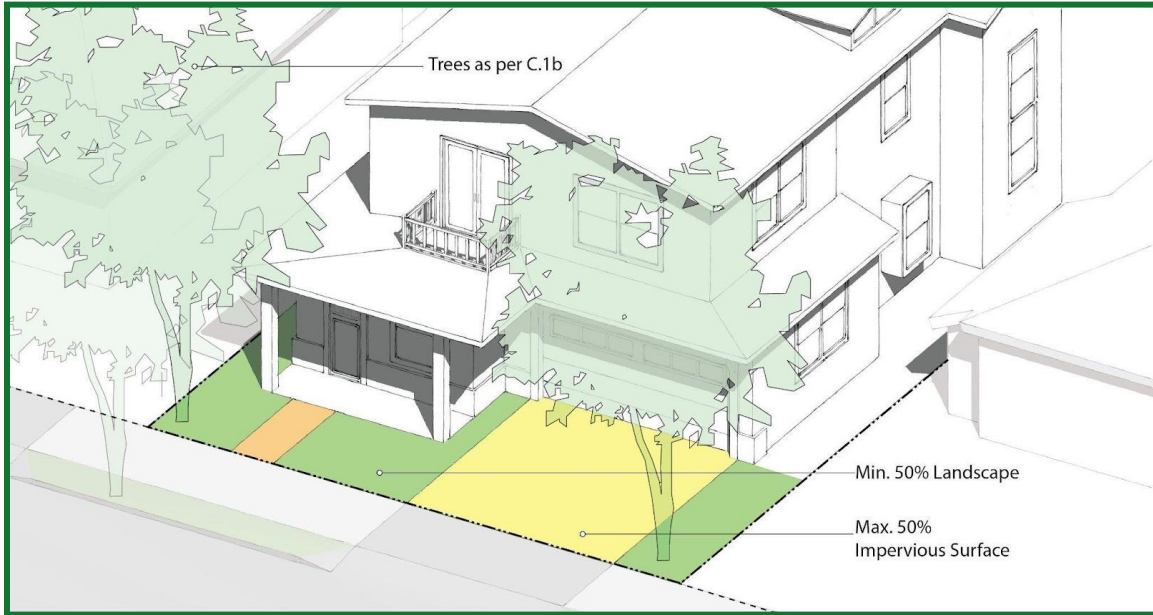 Trees as per C.1b
Min. 50% Landscape
Max. 50%
Impervious Surface